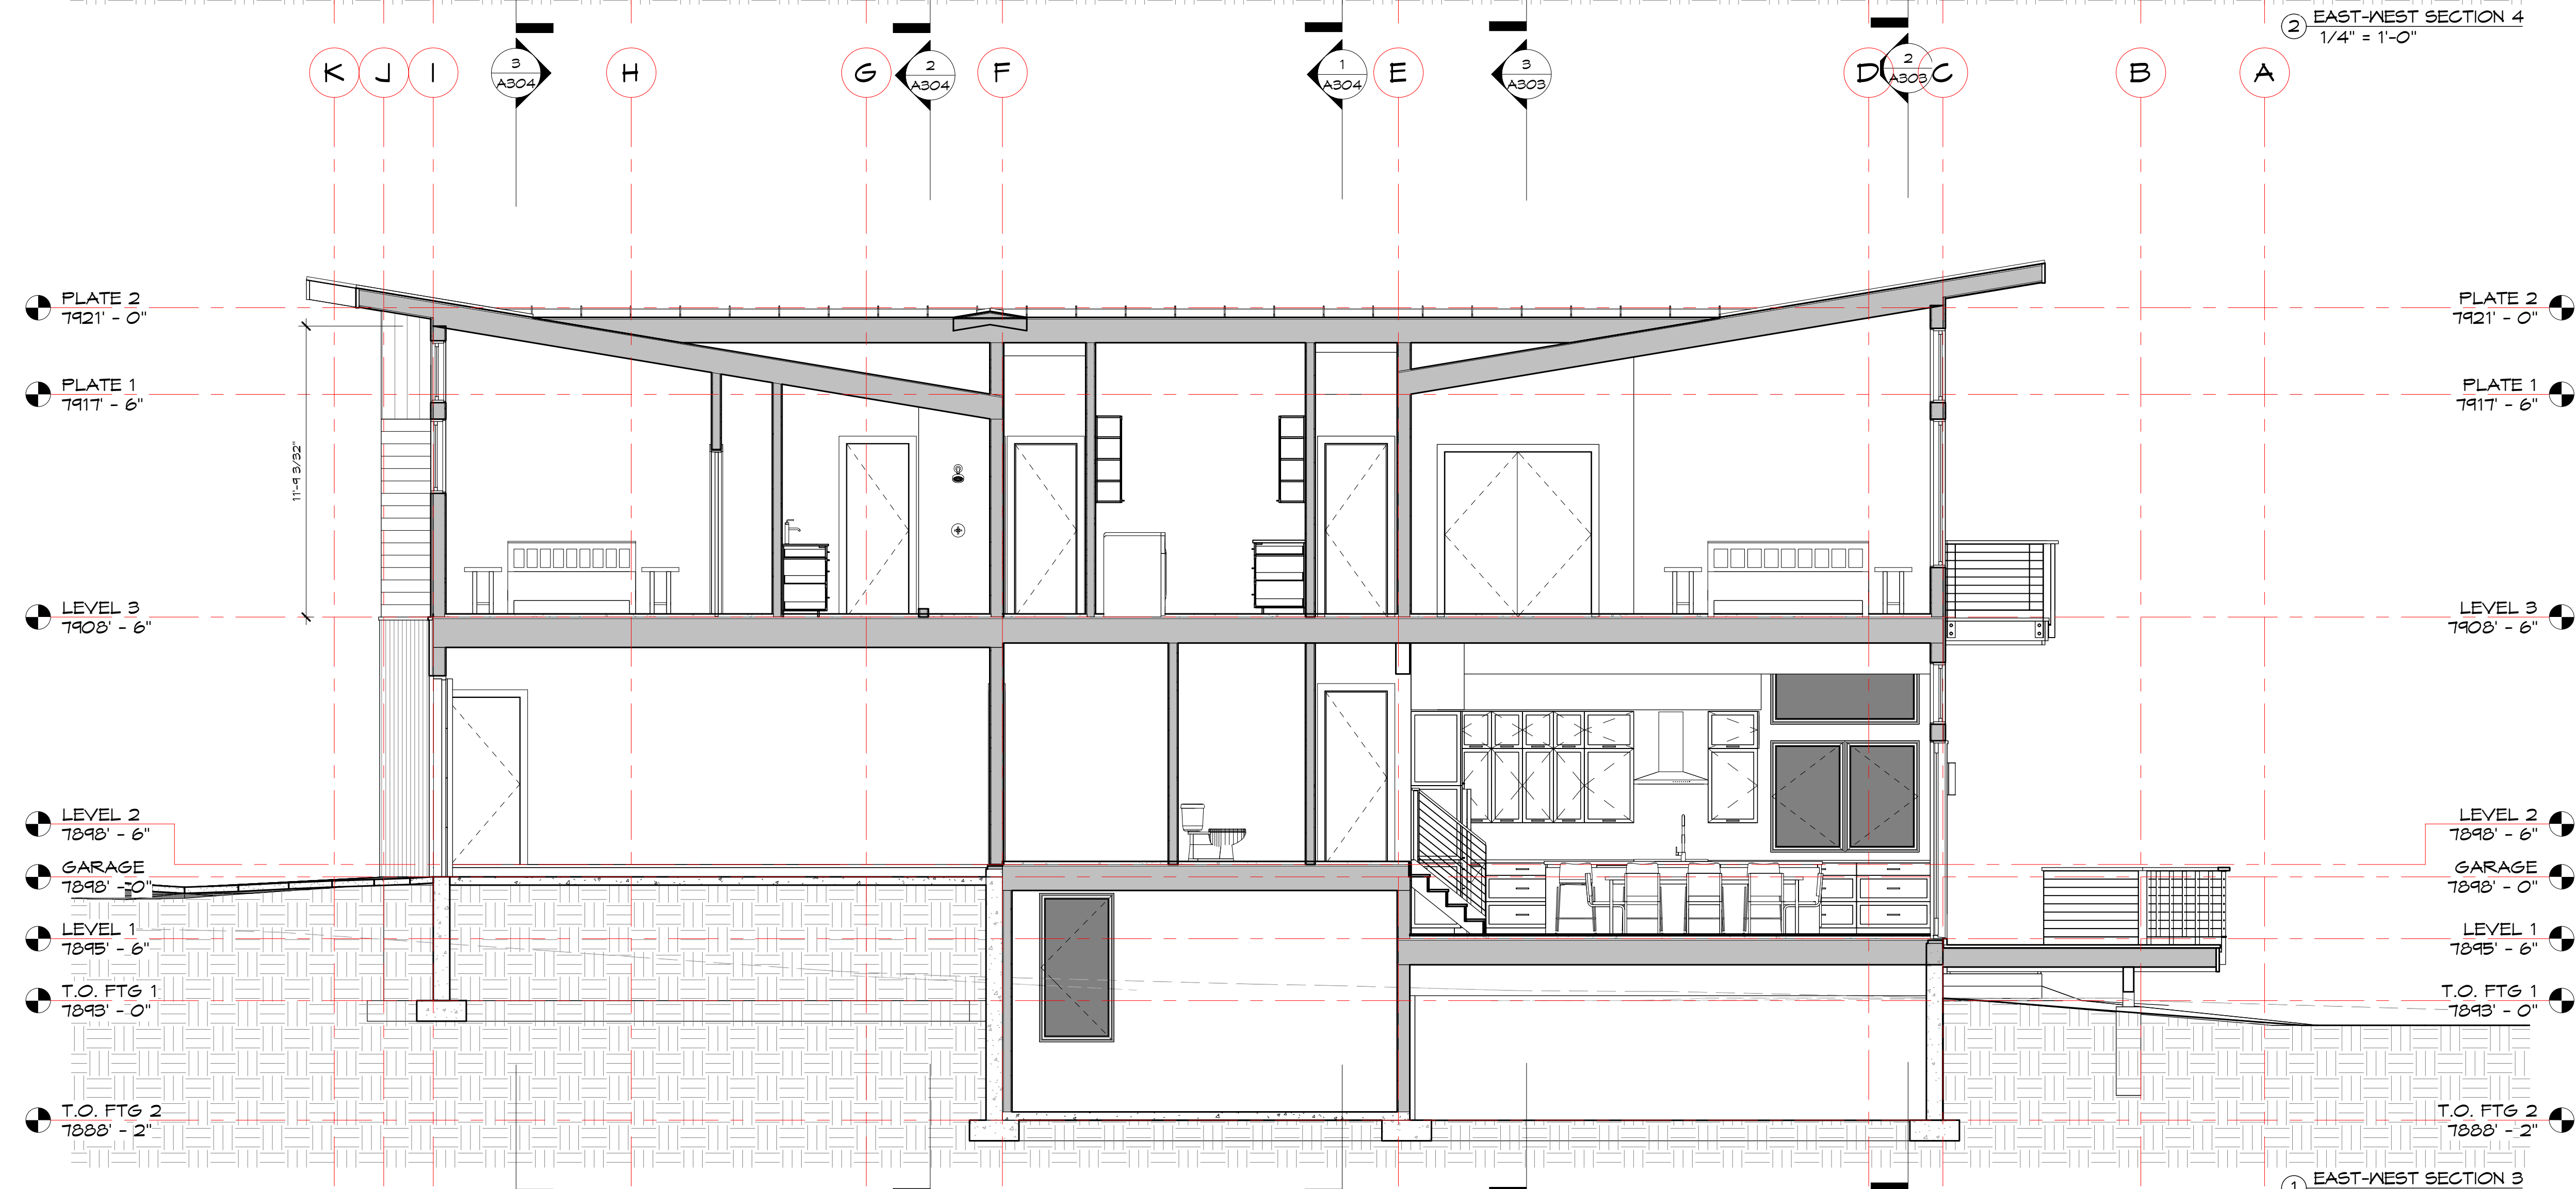 2 EAST-WEST SECTION 4
1/4" = 1'-0"
K
J
I
3
A304
H
G
2
A304
F
1
A304
E
3
A303
D
2
A303
C
B
A
PLATE 2
7921' - 0"
PLATE 2
7921' - 0"
PLATE 1
7917' - 6"
PLATE 1
7917' - 6"
11'-9 3/32"
LEVEL 3
7908' - 6"
LEVEL 3
7908' - 6"
LEVEL 2
7898' - 6"
LEVEL 2
7898' - 6"
GARAGE
7898' - 0"
GARAGE
7898' - 0"
LEVEL 1
7895' - 6"
LEVEL 1
7895' - 6"
T.O. FTG 1
7893' - 0"
T.O. FTG 1
7893' - 0"
T.O. FTG 2
7888' - 2"
T.O. FTG 2
7888' - 2"
1 EAST-WEST SECTION 3